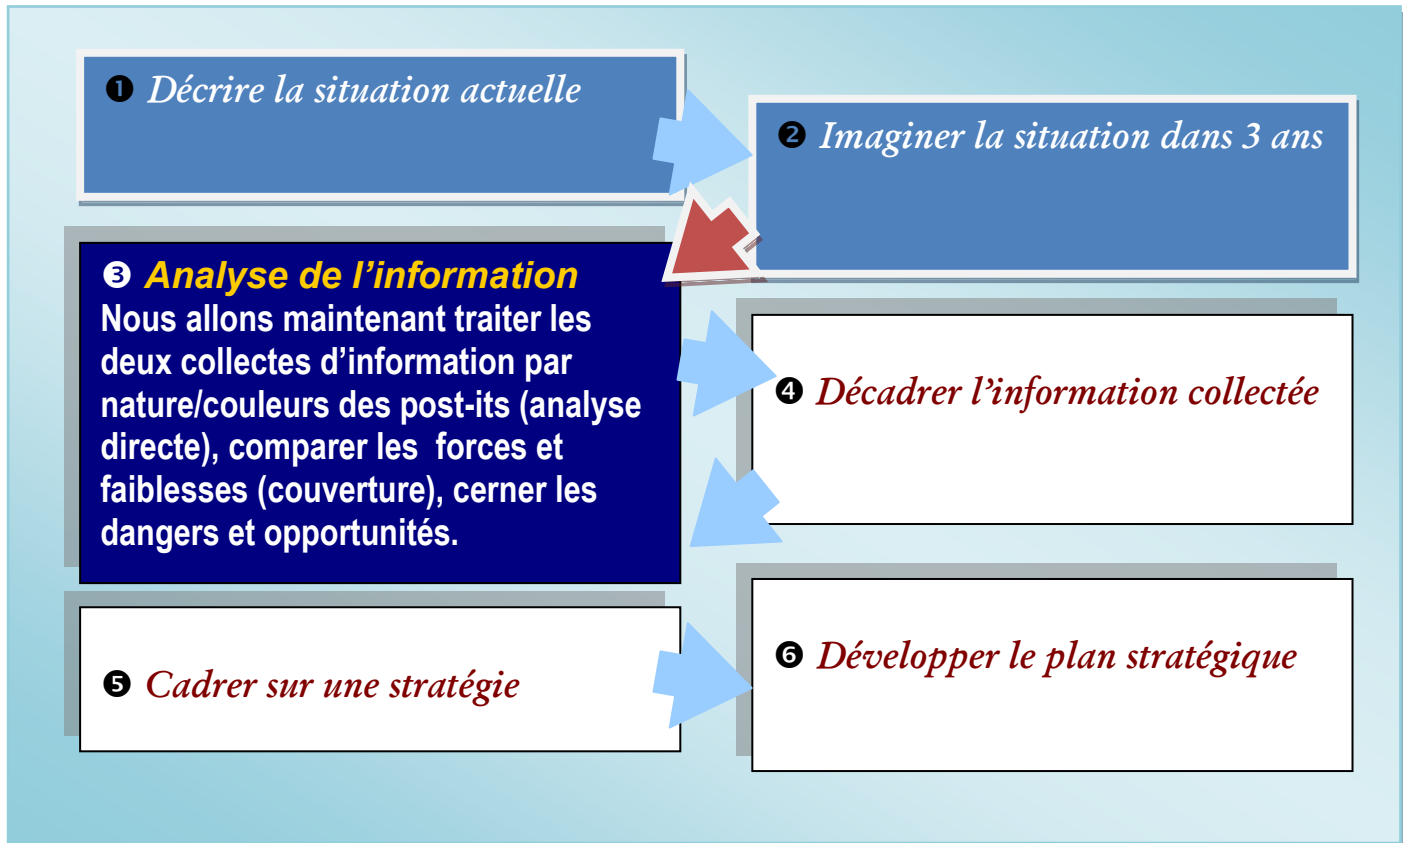 ❶ Décrire la situation actuelle
❷ Imaginer la situation dans 3 ans
❸ Analyse de l’information
Nous allons maintenant traiter les
deux collectes d’information par
nature/couleurs des post-its (analyse
directe), comparer les  forces et
faiblesses (couverture), cerner les
dangers et opportunités.
❹ Décadrer l’information collectée
❺ Cadrer sur une stratégie
❻ Développer le plan stratégique